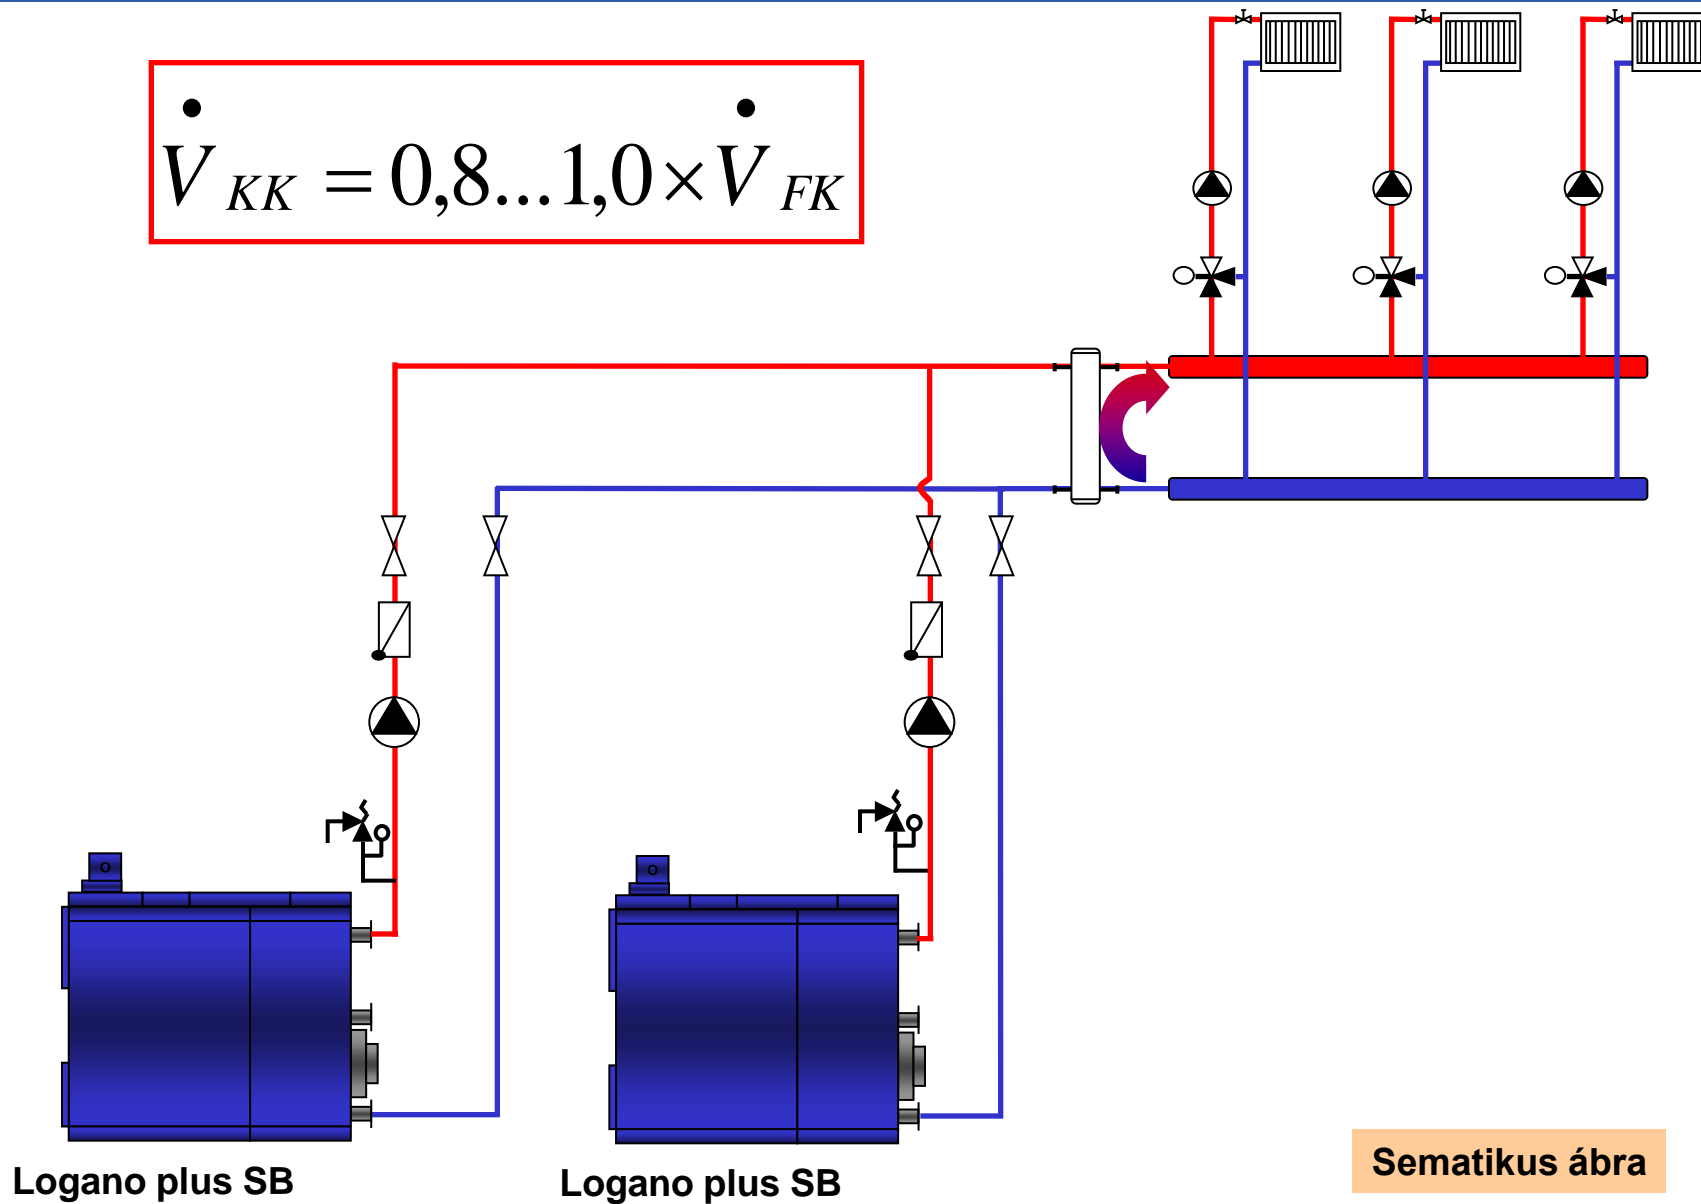 V̇ KK = 0,8...1,0 × V̇ FK
Logano plus SB
Logano plus SB
Sematikus ábra